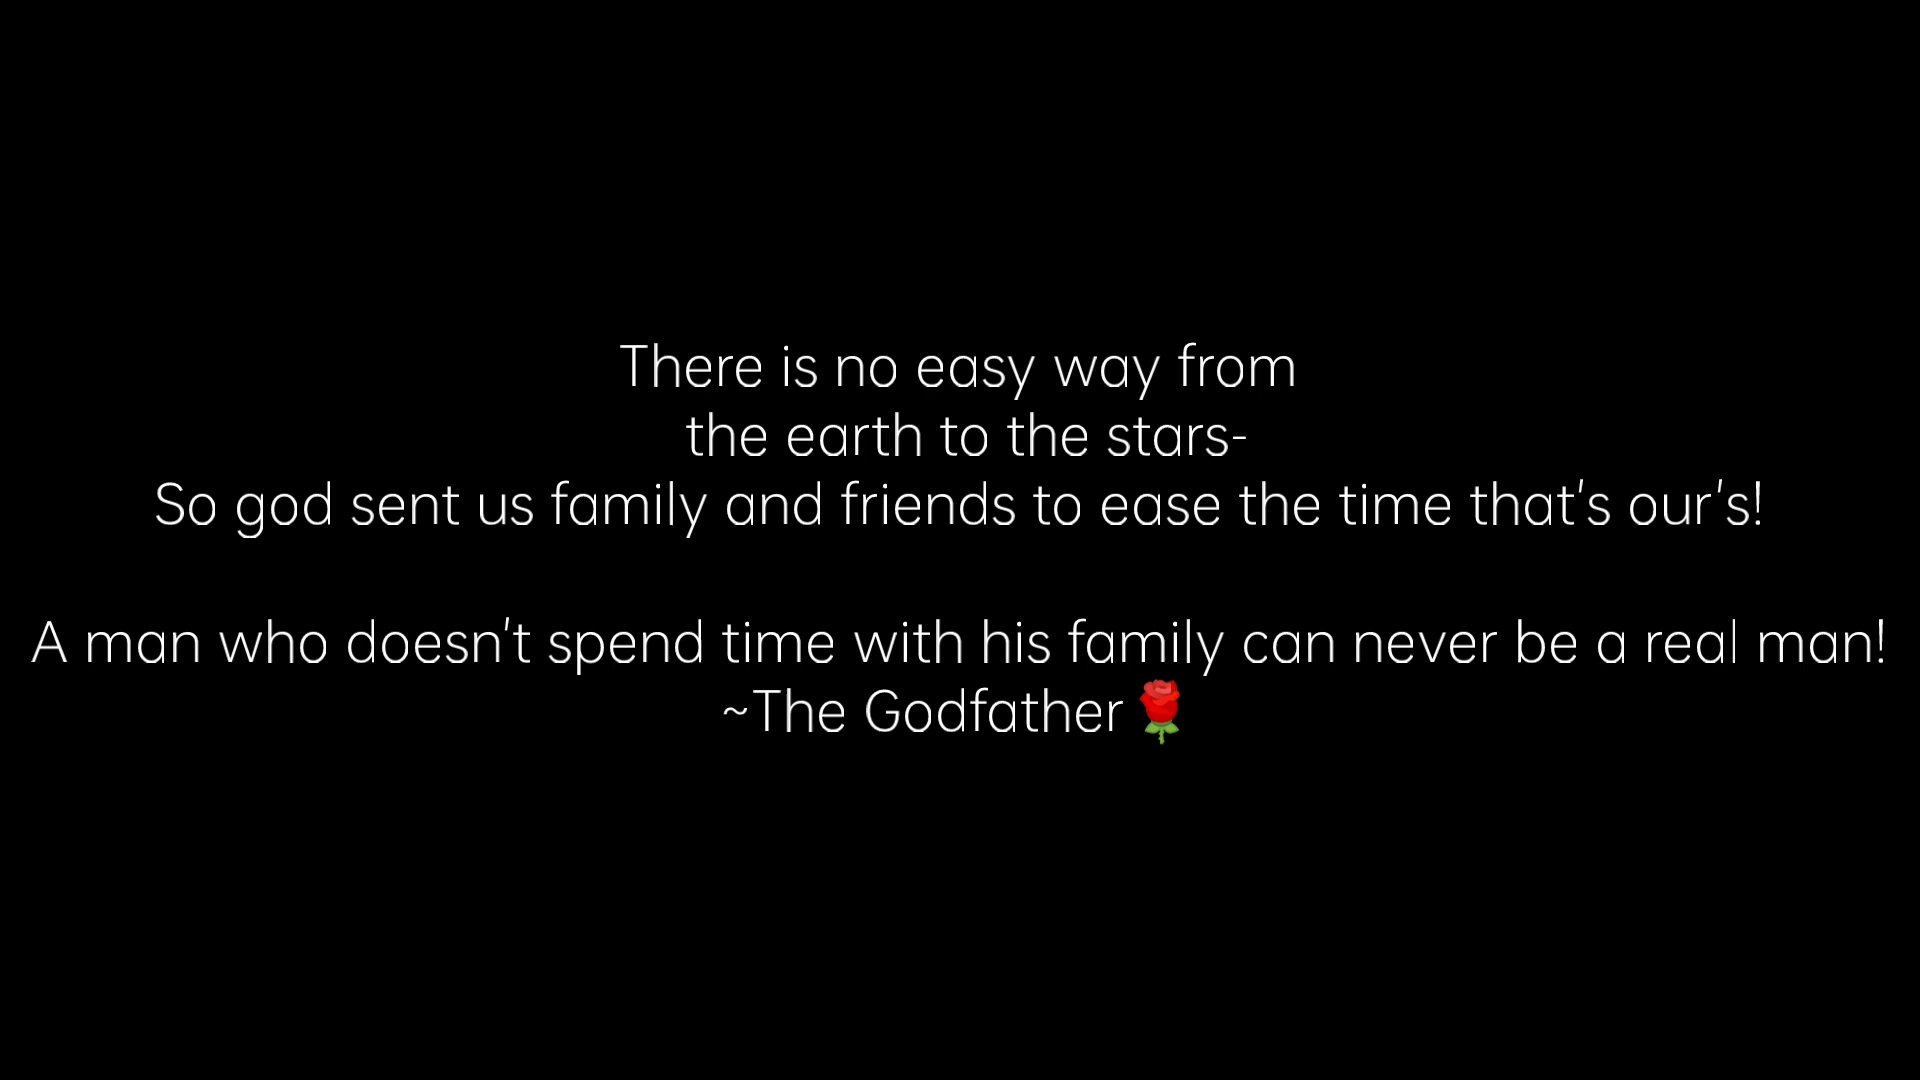 There is no easy way from
the earth to the stars-
So god sent us family and friends to ease the time that's our's!
A man who doesn't spend time with his family can never be a real man!
~The Godfather🌹